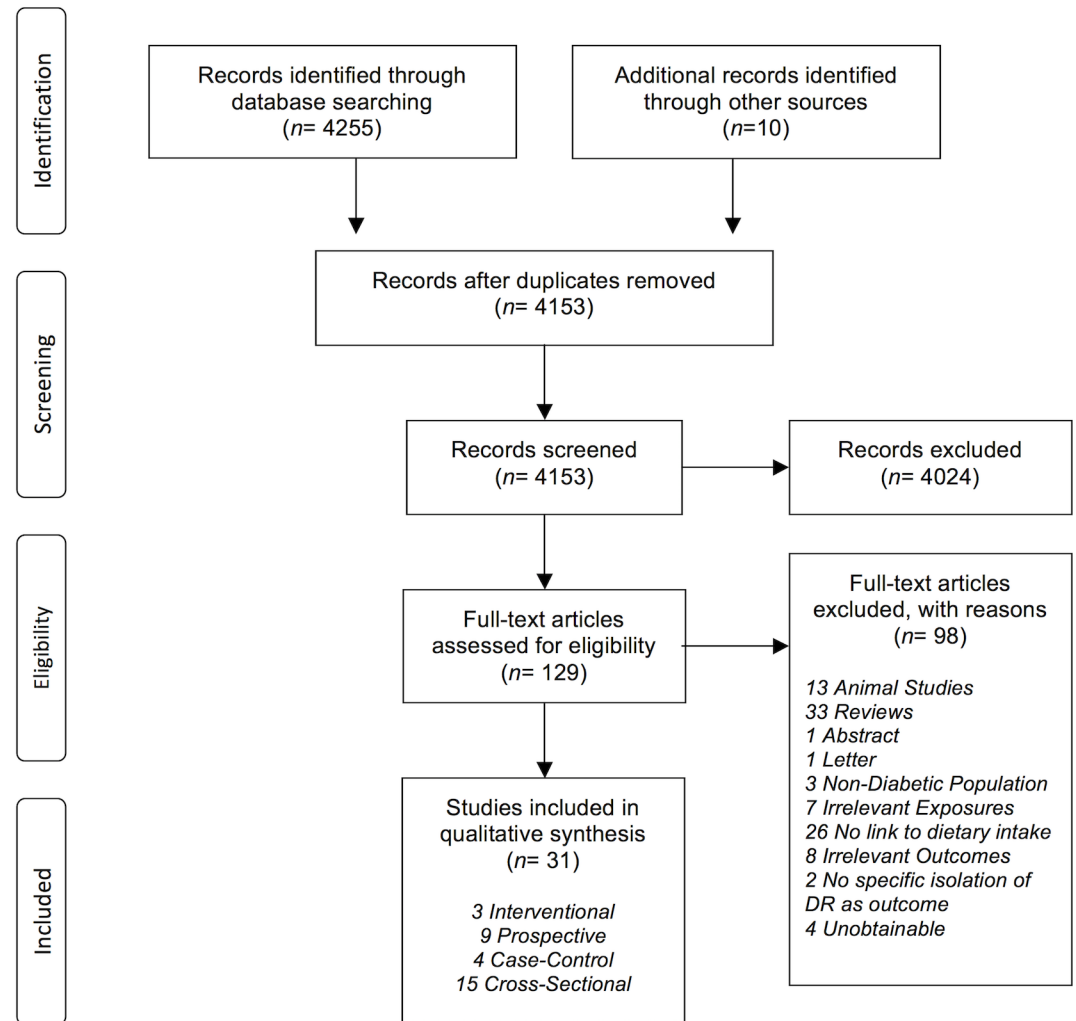 Identification
Records identified through
database searching
(n= 4255)
Additional records identified
through other sources
(n=10)
Screening
Records after duplicates removed
(n= 4153)
Records screened
(n= 4153)
Records excluded
(n= 4024)
Eligibility
Full-text articles
assessed for eligibility
(n= 129)
Full-text articles
excluded, with reasons
(n= 98)
13 Animal Studies
33 Reviews
1 Abstract
1 Letter
3 Non-Diabetic Population
7 Irrelevant Exposures
26 No link to dietary intake
8 Irrelevant Outcomes
2 No specific isolation of
DR as outcome
4 Unobtainable
Included
Studies included in
qualitative synthesis
(n= 31)
3 Interventional
9 Prospective
4 Case-Control
15 Cross-Sectional